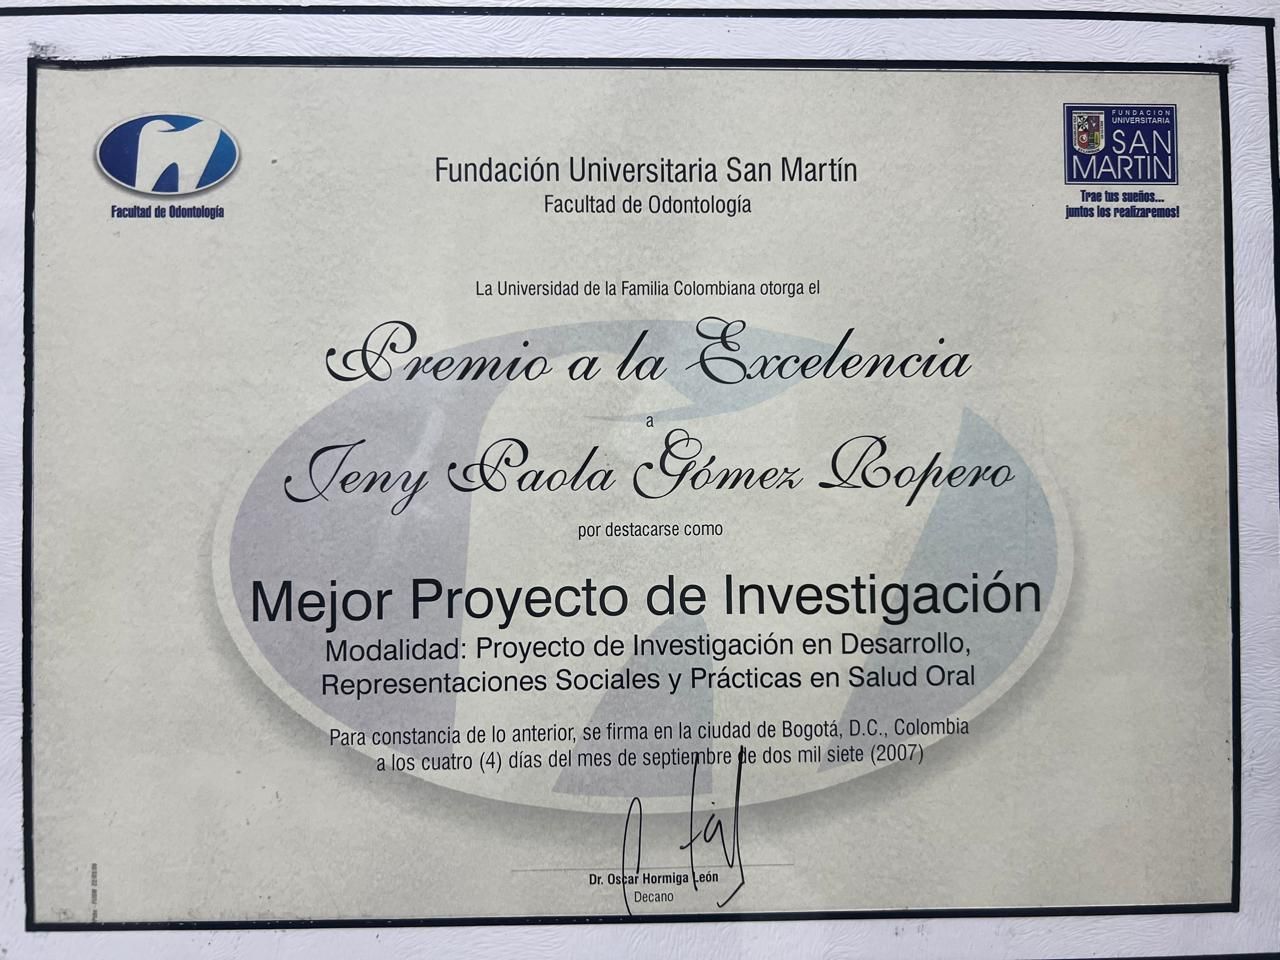 Facultad de Odontología
FUNDACION
UNIVERSITARIA
SAN
MARTIN
Trae tus sueños...
juntos los realizaremos!
Fundación Universitaria San Martín
Facultad de Odontología
La Universidad de la Familia Colombiana otorga el
Premio a la Excelencia
a
Jeny Paola Gómez Ropero
por destacarse como
Mejor Proyecto de Investigación
Modalidad: Proyecto de Investigación en Desarrollo,
Representaciones Sociales y Prácticas en Salud Oral
Para constancia de lo anterior, se firma en la ciudad de Bogotá, D.C., Colombia
a los cuatro (4) días del mes de septiembre de dos mil siete (2007)
Dr. Oscar Hormiga León
Decano